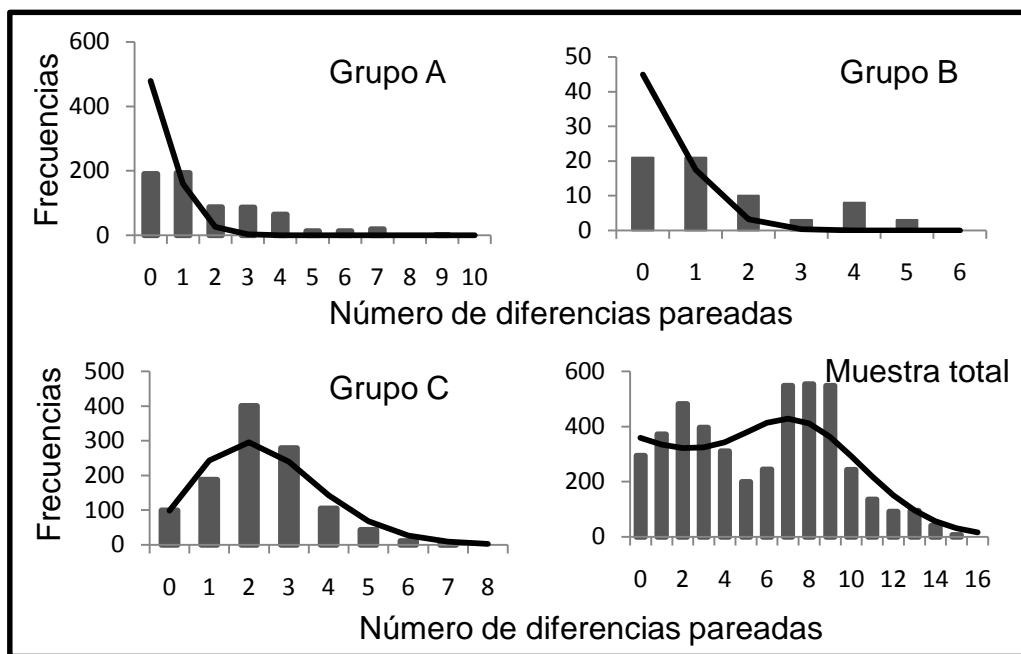 Grupo A
Frecuencias
600
400
200
0
0 1 2 3 4 5 6 7 8 9 10
Grupo B
50
40
30
20
10
0
0 1 2 3 4 5 6
Número de diferencias pareadas
Grupo C
Frecuencias
500
400
300
200
100
0
0 1 2 3 4 5 6 7 8
Muestra total
600
400
200
0
0 2 4 6 8 10 12 14 16
Número de diferencias pareadas